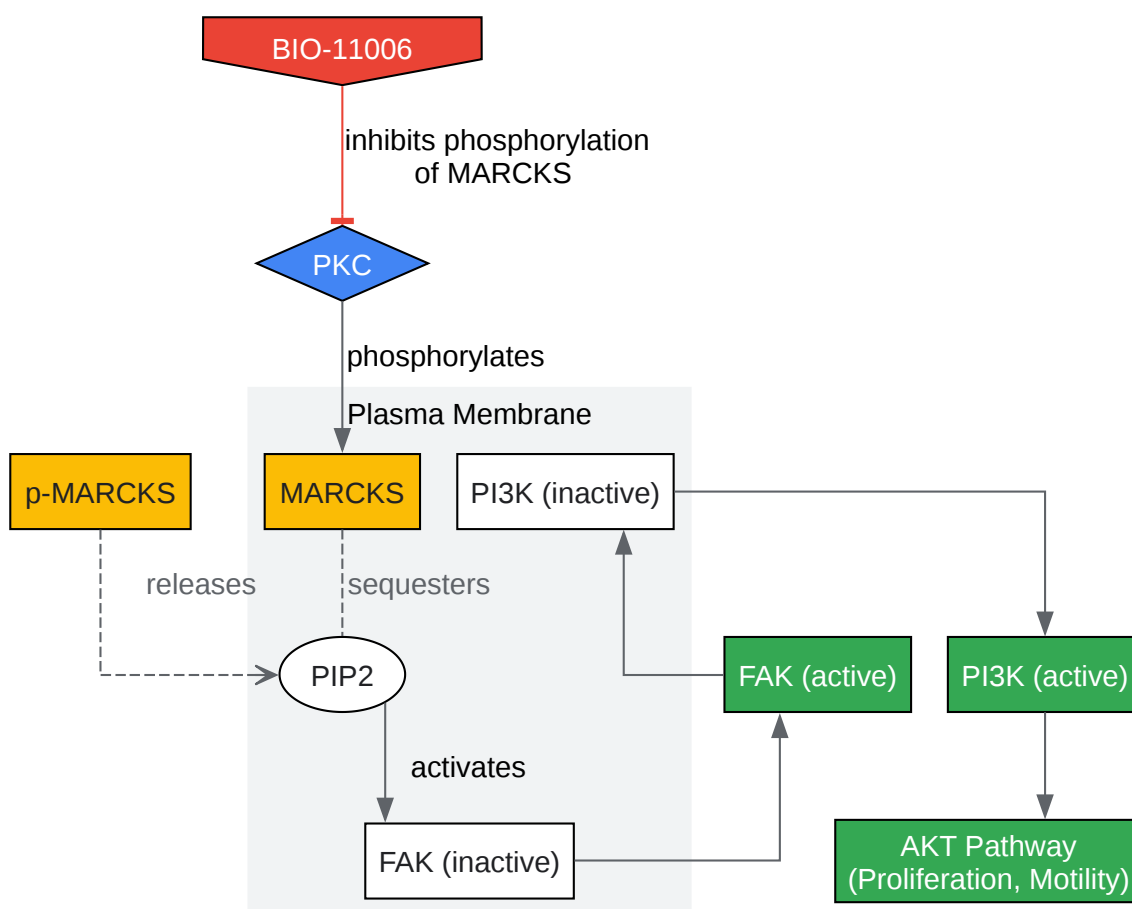 BIO-11006
inhibits phosphorylation
of MARCKS
PKC
phosphorylates
Plasma Membrane
p-MARCKS
MARCKS
PI3K (inactive)
releases
sequesters
PIP2
FAK (active)
PI3K (active)
activates
FAK (inactive)
AKT Pathway
(Proliferation, Motility)